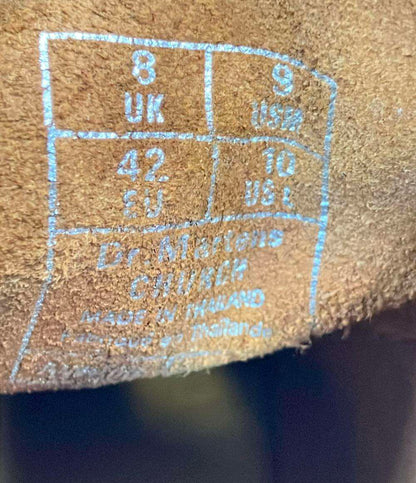 8 9
UK USM
42 10
EU US L
Dr. Martens
CHURCH
MADE IN THAILAND
Fabriqué en Thaïlande